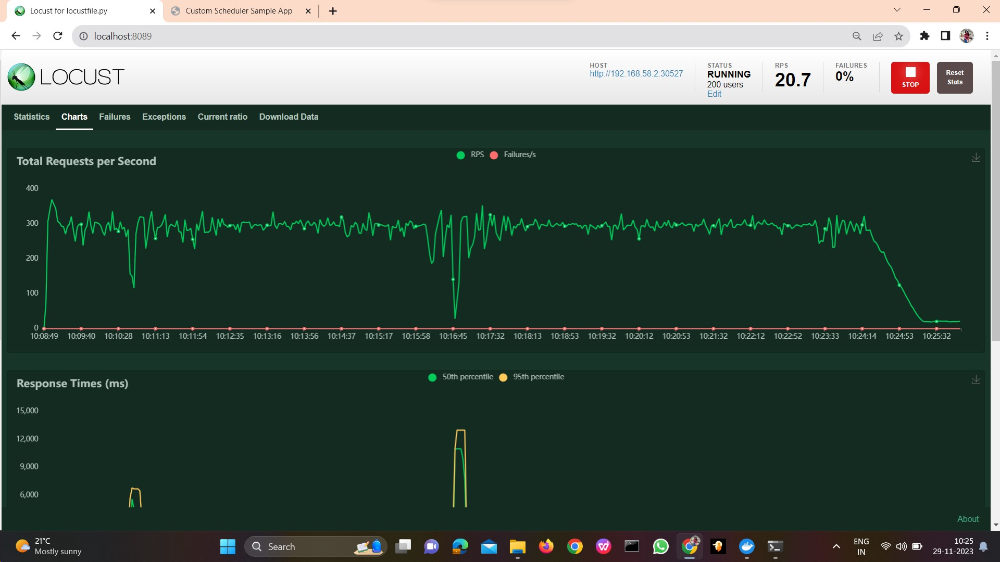 Locust for locustfile.py
Custom Scheduler Sample App
localhost:8089
LOCUST
HOST
http://192.168.58.2:30527
STATUS
RUNNING
200 users
Edit
RPS
20.7
FAILURES
0%
STOP
Reset
Stats
Statistics Charts Failures Exceptions Current ratio Download Data
Total Requests per Second
RPS Failures/s
400
300
200
100
0
10:08:49 10:09:40 10:10:28 10:11:13 10:11:54 10:12:35 10:13:16 10:13:56 10:14:37 10:15:17 10:15:58 10:16:45 10:17:32 10:18:13 10:18:53 10:19:32 10:20:12 10:20:53 10:21:32 10:22:12 10:22:52 10:23:33 10:24:14 10:24:53 10:25:32
Response Times (ms)
50th percentile 95th percentile
15,000
12,000
9,000
6,000
About
21°C
Mostly sunny
Search
ENG
IN
10:25
29-11-2023